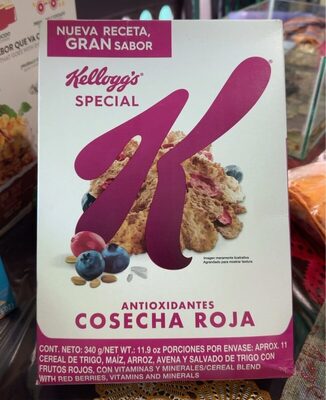 NUEVA RECETA,
GRAN SABOR
Kellogg's®
SPECIAL
K
Imagen meramente ilustrativa
Agrandado para mostrar textura
ANTIOXIDANTES
COSECHA ROJA
CONT. NETO: 340 g/NET WT.: 11.9 oz PORCIONES POR ENVASE: APROX. 11
CEREAL DE TRIGO, MAÍZ, ARROZ, AVENA Y SALVADO DE TRIGO CON
FRUTOS ROJOS, CON VITAMINAS Y MINERALES/CEREAL BLEND
WITH RED BERRIES, VITAMINS AND MINERALS